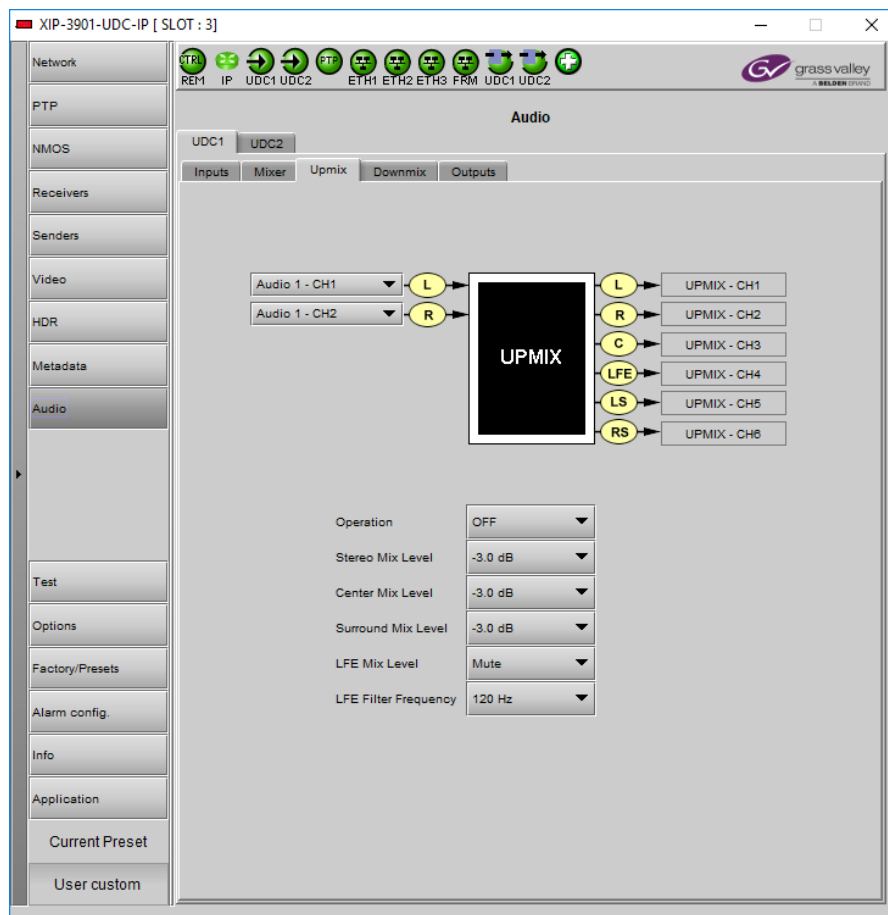 XIP-3901-UDC-IP [ SLOT : 3]
CTRL
REM IP UDC1 UDC2 PTP ETH1 ETH2 ETH3 FRM UDC1 UDC2
GV grass valley
A BELDEN BRAND
Network
PTP
NMOS
Receivers
Senders
Video
HDR
Metadata
Audio
Test
Options
Factory/Presets
Alarm config.
Info
Application
Current Preset
User custom
Audio
UDC1 UDC2
Inputs Mixer Upmix Downmix Outputs
Audio 1 - CH1 L L UPMIX - CH1
Audio 1 - CH2 R R UPMIX - CH2
C UPMIX - CH3
UPMIX
LFE UPMIX - CH4
LS UPMIX - CH5
RS UPMIX - CH6
Operation OFF
Stereo Mix Level -3.0 dB
Center Mix Level -3.0 dB
Surround Mix Level -3.0 dB
LFE Mix Level Mute
LFE Filter Frequency 120 Hz